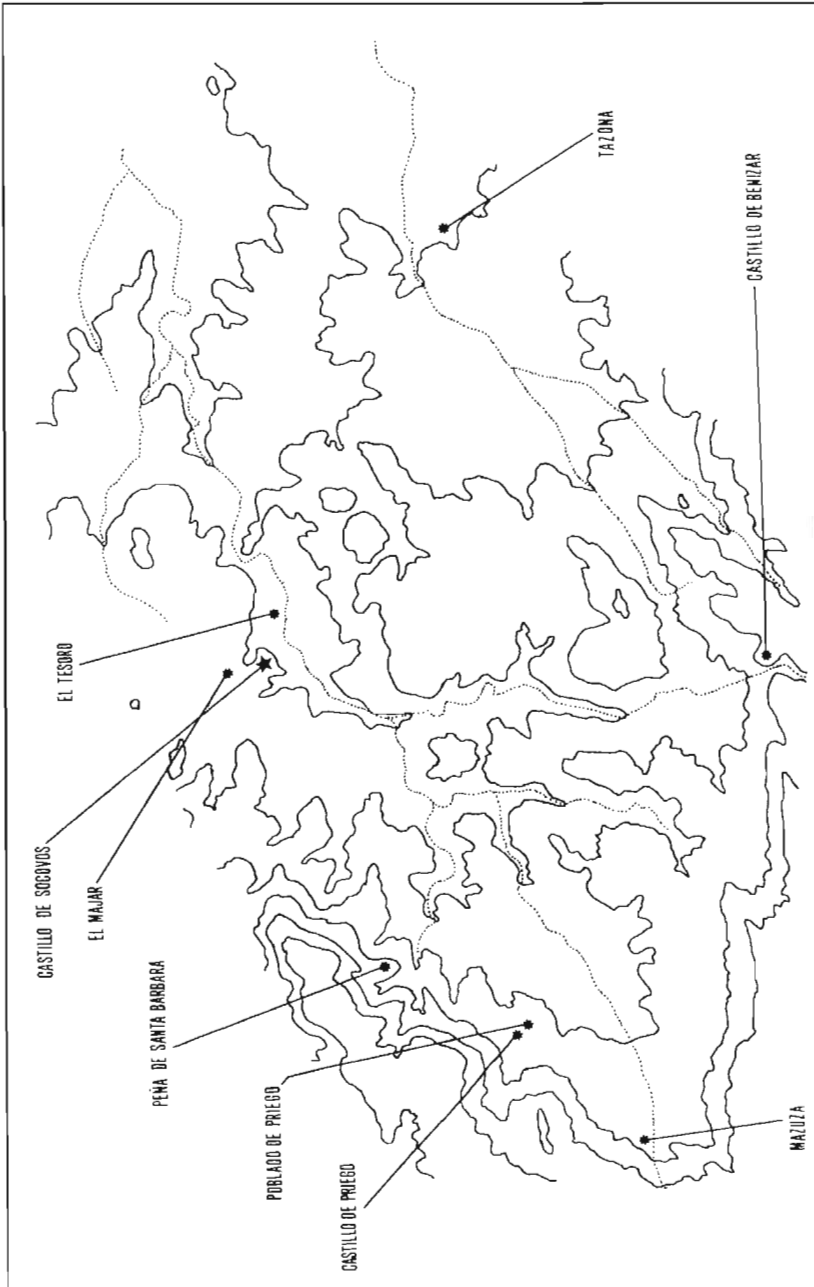 CASTILLO DE SOCOVOS
EL MAJAR
EL TESORO
PEÑA DE SANTA BARBARA
POBLADO DE PRIEGO
CASTILLO DE PRIEGO
MAZUZA
CASTILLO DE BENIZAR
TAZONA